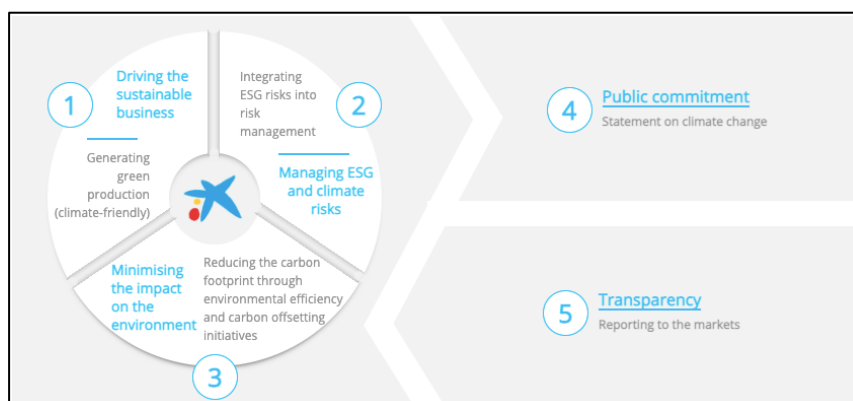 1
Driving the
sustainable
business
Generating
green
production
(climate-friendly)
Integrating
ESG risks into
risk
management
2
Managing ESG
and climate
risks
Minimising
the impact
on the
environment
Reducing the carbon
footprint through
environmental efficiency
and carbon offsetting
initiatives
3
4
Public commitment
Statement on climate change
5
Transparency
Reporting to the markets